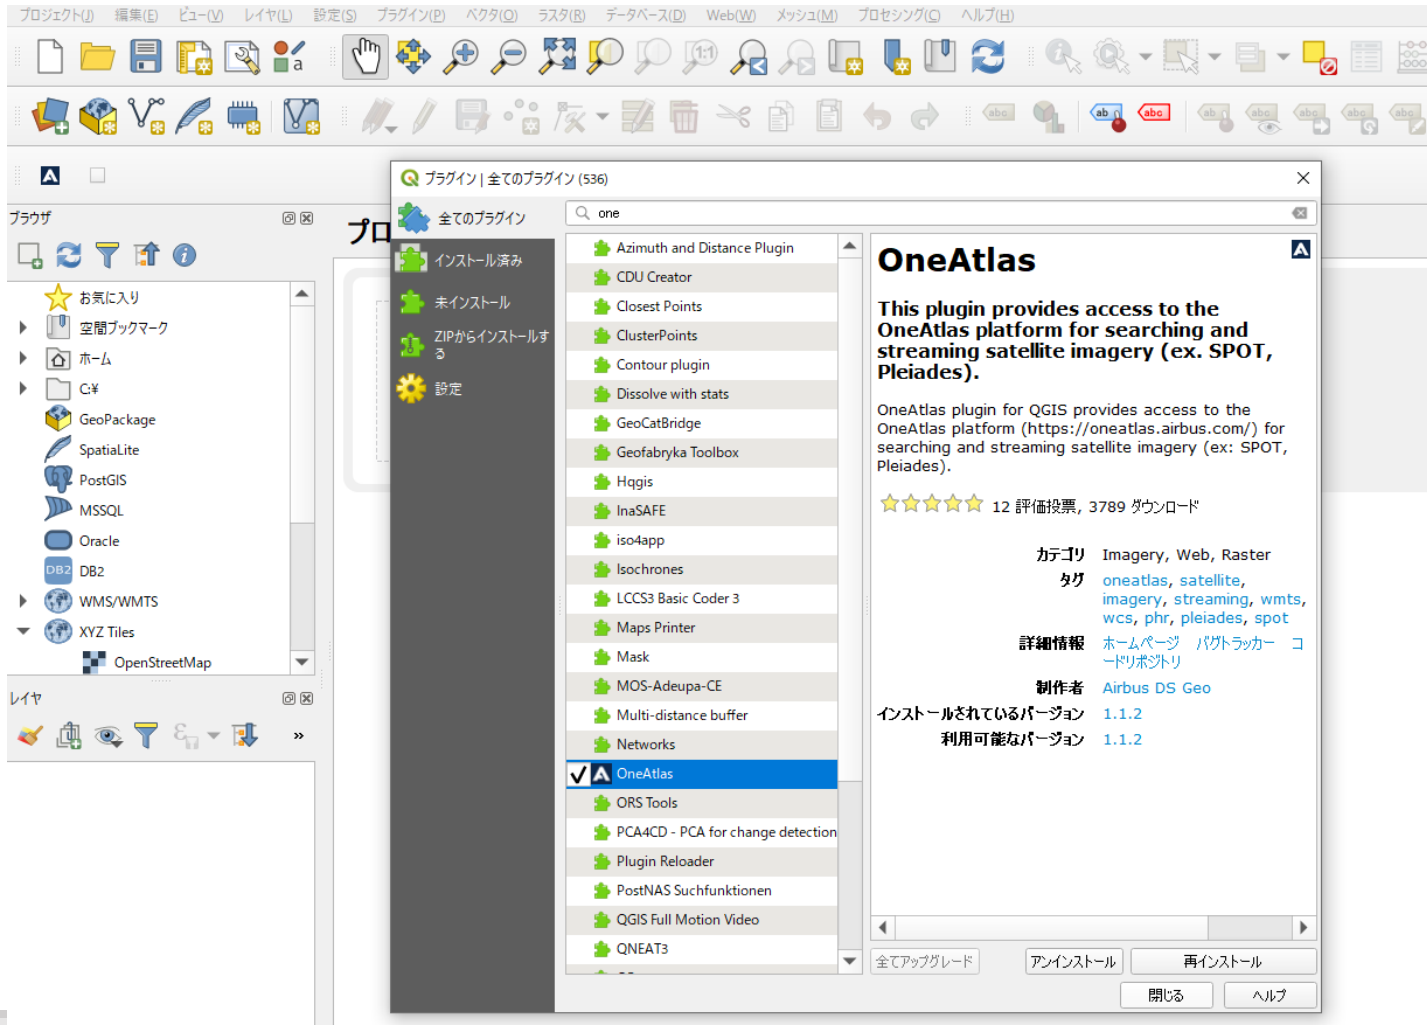 プロジェクト(J) 編集(E) ビュー(V) レイヤ(L) 設定(S) プラグイン(P) ベクタ(O) ラスタ(R) データベース(D) Web(W) メッシュ(M) プロセシング(C) ヘルプ(H)
プラグイン | 全てのプラグイン (536)
one
全てのプラグイン
インストール済み
未インストール
ZIPからインストールす
る
設定
ブラウザ
お気に入り
空間ブックマーク
ホーム
C:¥
GeoPackage
SpatiaLite
PostGIS
MSSQL
Oracle
DB2
WMS/WMTS
XYZ Tiles
OpenStreetMap
レイヤ
プロ
Azimuth and Distance Plugin
CDU Creator
Closest Points
ClusterPoints
Contour plugin
Dissolve with stats
GeoCatBridge
Geofabryka Toolbox
Hqgis
InaSAFE
iso4app
Isochrones
LCCS3 Basic Coder 3
Maps Printer
Mask
MOS-Adeupa-CE
Multi-distance buffer
Networks
OneAtlas
ORS Tools
PCA4CD - PCA for change detection
Plugin Reloader
PostNAS Suchfunktionen
QGIS Full Motion Video
QNEAT3
OneAtlas
This plugin provides access to the
OneAtlas platform for searching and
streaming satellite imagery (ex. SPOT,
Pleiades).
OneAtlas plugin for QGIS provides access to the
OneAtlas platform (https://oneatlas.airbus.com/) for
searching and streaming satellite imagery (ex: SPOT,
Pleiades).
12 評価投票, 3789 ダウンロード
カテゴリ Imagery, Web, Raster
タグ oneatlas, satellite,
imagery, streaming, wmts,
wcs, phr, pleiades, spot
詳細情報 ホームページ バグトラッカー コ
ードリポジトリ
制作者 Airbus DS Geo
インストールされているバージョン 1.1.2
利用可能なバージョン 1.1.2
全てアップグレード アンインストール 再インストール
閉じる ヘルプ